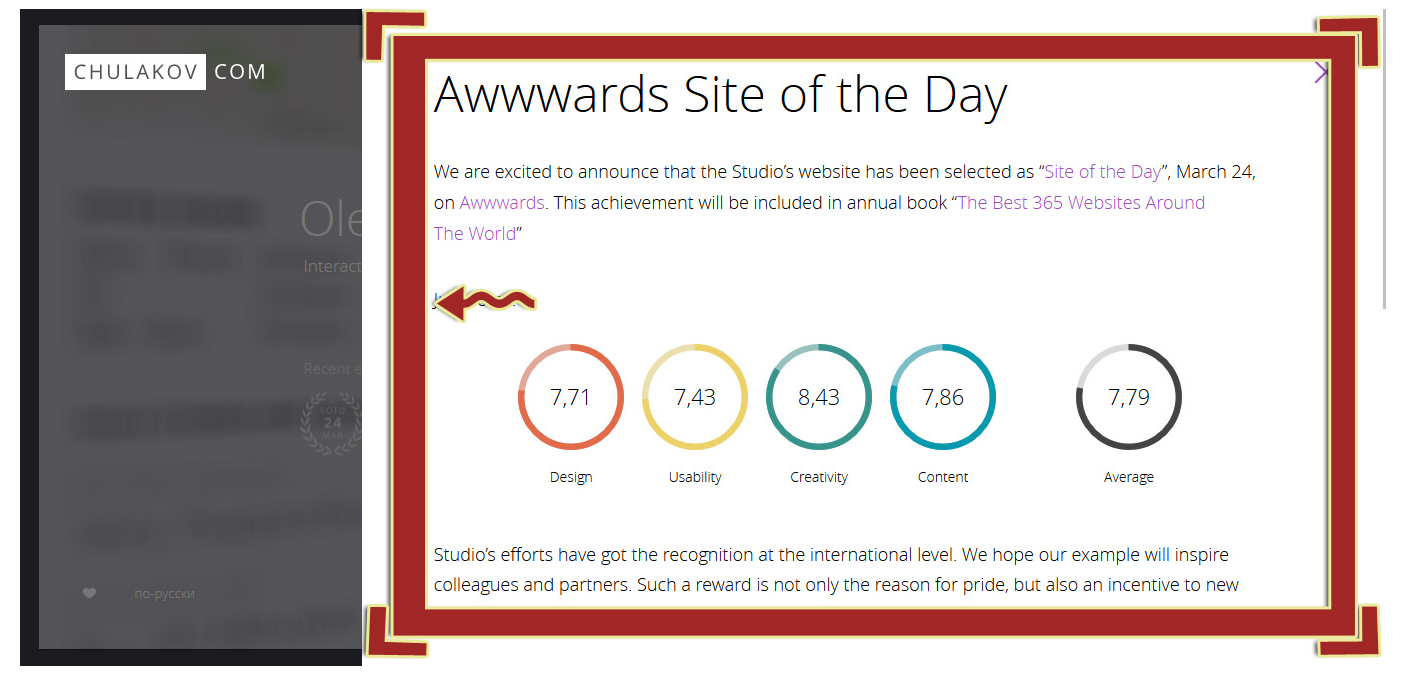 CHULAKOV COM
Awwwards Site of the Day
We are excited to announce that the Studio’s website has been selected as “Site of the Day”, March 24,
on Awwwards. This achievement will be included in annual book “The Best 365 Websites Around
The World”
Interact
Recent e
SOTD
24
MAR
7,71 7,43 8,43 7,86 7,79
Design Usability Creativity Content Average
Studio’s efforts have got the recognition at the international level. We hope our example will inspire
colleagues and partners. Such a reward is not only the reason for pride, but also an incentive to new
по-русски